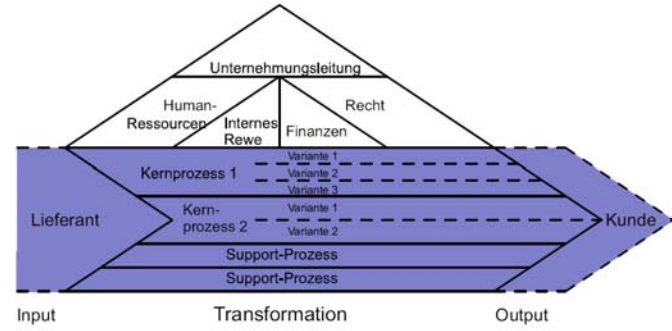 Unternehmungsleitung
Human-
Ressourcen
Internes
Rewe
Finanzen
Recht
Kernprozess 1
Variante 1
Variante 2
Variante 3
Lieferant
Kern-
prozess 2
Variante 1
Variante 2
Kunde
Support-Prozess
Support-Prozess
Input
Transformation
Output